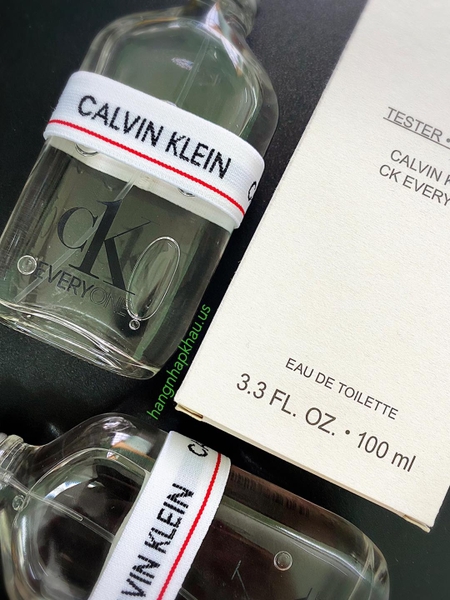 CALVIN KLEIN
C
ck
EVERYONE
TESTER •
CALVIN K
CK EVERY
EAU DE TOILETTE
3.3 FL. OZ. • 100 ml
hangnhapkhau.us
CA
VIN KLEIN